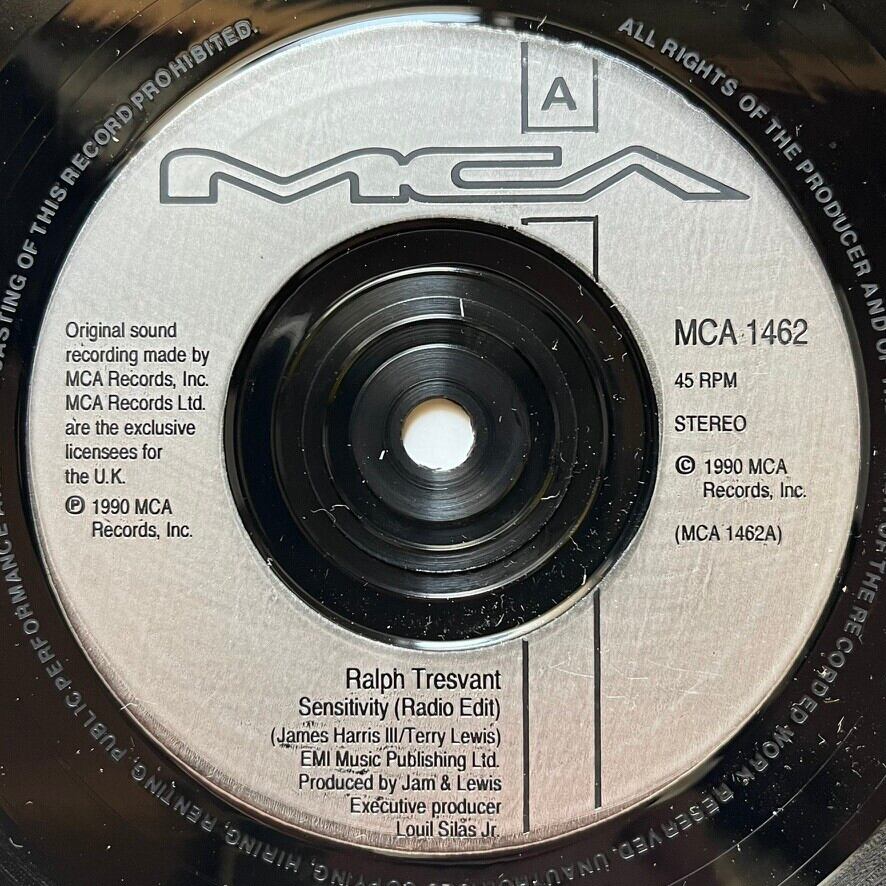 A
MCA
Original sound
recording made by
MCA Records, Inc.
MCA Records Ltd.
are the exclusive
licensees for
the U.K.
℗ 1990 MCA
Records, Inc.
MCA 1462
45 RPM
STEREO
© 1990 MCA
Records, Inc.
(MCA 1462A)
Ralph Tresvant
Sensitivity (Radio Edit)
(James Harris III/Terry Lewis)
EMI Music Publishing Ltd.
Produced by Jam & Lewis
Executive producer
Louil Silas Jr.
ALL RIGHTS OF THE PRODUCER AND OF THE RECORDED WORK RESERVED. COPYING, HIRING, RENTING, PUBLIC PERFORMANCE OF THIS RECORD PROHIBITED.